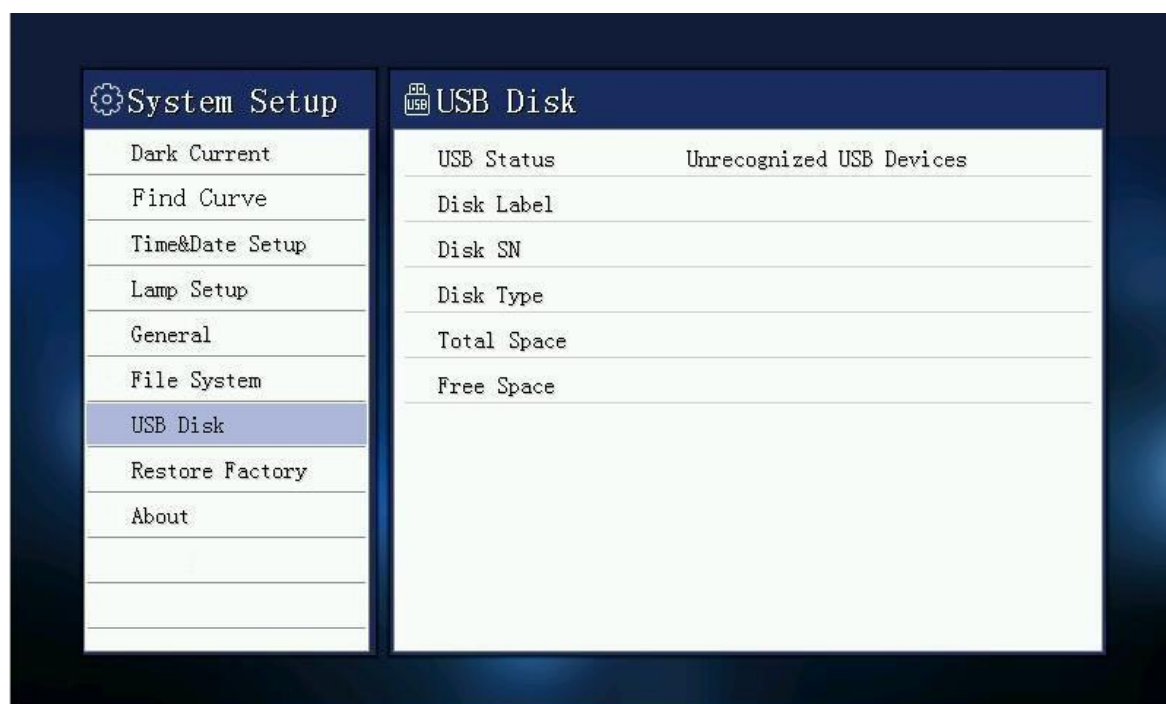 System Setup
Dark Current
Find Curve
Time&Date Setup
Lamp Setup
General
File System
USB Disk
Restore Factory
About
USB
USB Disk
USB Status Unrecognized USB Devices
Disk Label
Disk SN
Disk Type
Total Space
Free Space